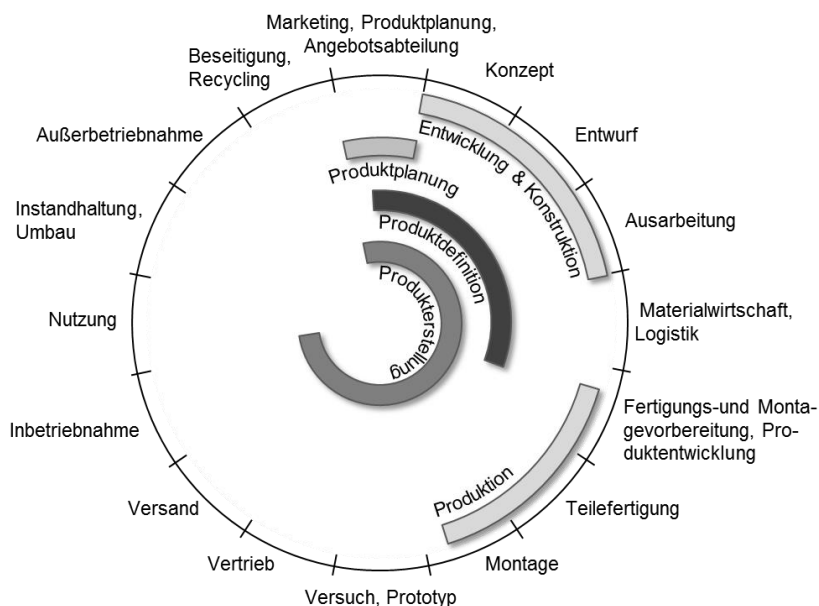 Marketing, Produktplanung,
Angebotsabteilung
Konzept
Entwurf
Ausarbeitung
Materialwirtschaft,
Logistik
Fertigungs-und Monta-
gevorbereitung, Pro-
duktentwicklung
Teilefertigung
Montage
Versuch, Prototyp
Vertrieb
Versand
Inbetriebnahme
Nutzung
Instandhaltung,
Umbau
Außerbetriebnahme
Beseitigung,
Recycling
Entwicklung & Konstruktion
Produktplanung
Produktdefinition
Produkterstellung
Produktion